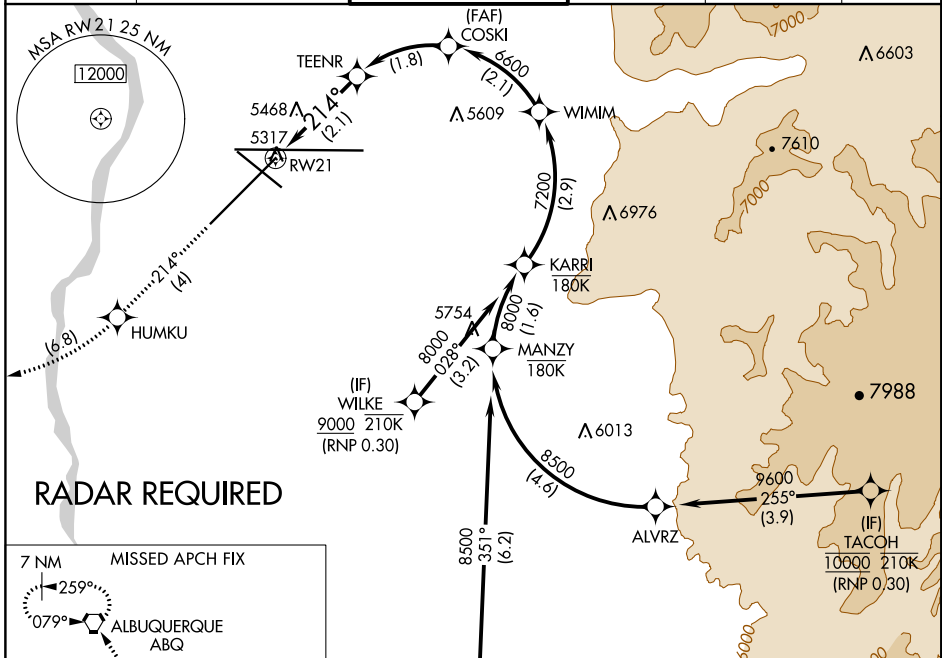 MSA RW21 25 NM
12000
(FAF)
COSKI
TEENR
(1.8)
6600
(2.1)
6603
5468
214°
(2.1)
5609
WIMIM
5317
RW21
7610
7000
7000
7200
(2.9)
6976
214°
(4)
KARRI
180K
HUMKU
(6.8)
5754
8000
(1.6)
8000
028°
(3.2)
MANZY
180K
(IF)
WILKE
9000 210K
(RNP 0.30)
7988
6013
8500
(4.6)
RADAR REQUIRED
9600
255°
(3.9)
ALVRZ
(IF)
TACOH
10000 210K
(RNP 0.30)
8500
351°
(6.2)
MISSED APCH FIX
7 NM
259°
079°
ALBUQUERQUE
ABQ
6000
7000